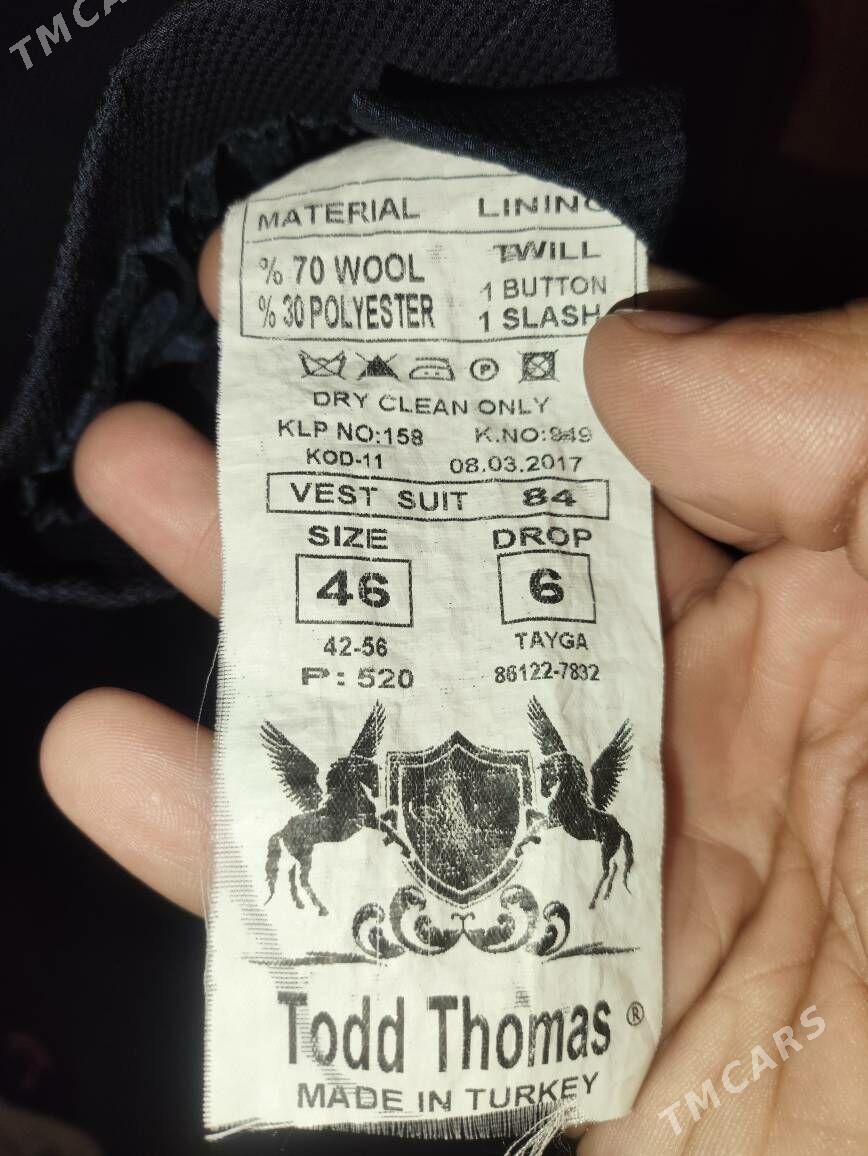 TMCA
MATERIAL LINING
% 70 WOOL TWILL
% 30 POLYESTER 1 BUTTON
1 SLASH
P
DRY CLEAN ONLY
KLP NO:158 K.NO:949
KOD-11 08.03.2017
VEST SUIT 84
SIZE DROP
46 6
42-56 TAYGA
P: 520 86122-7832
Todd Thomas ®
MADE IN TURKEY
TMCARS